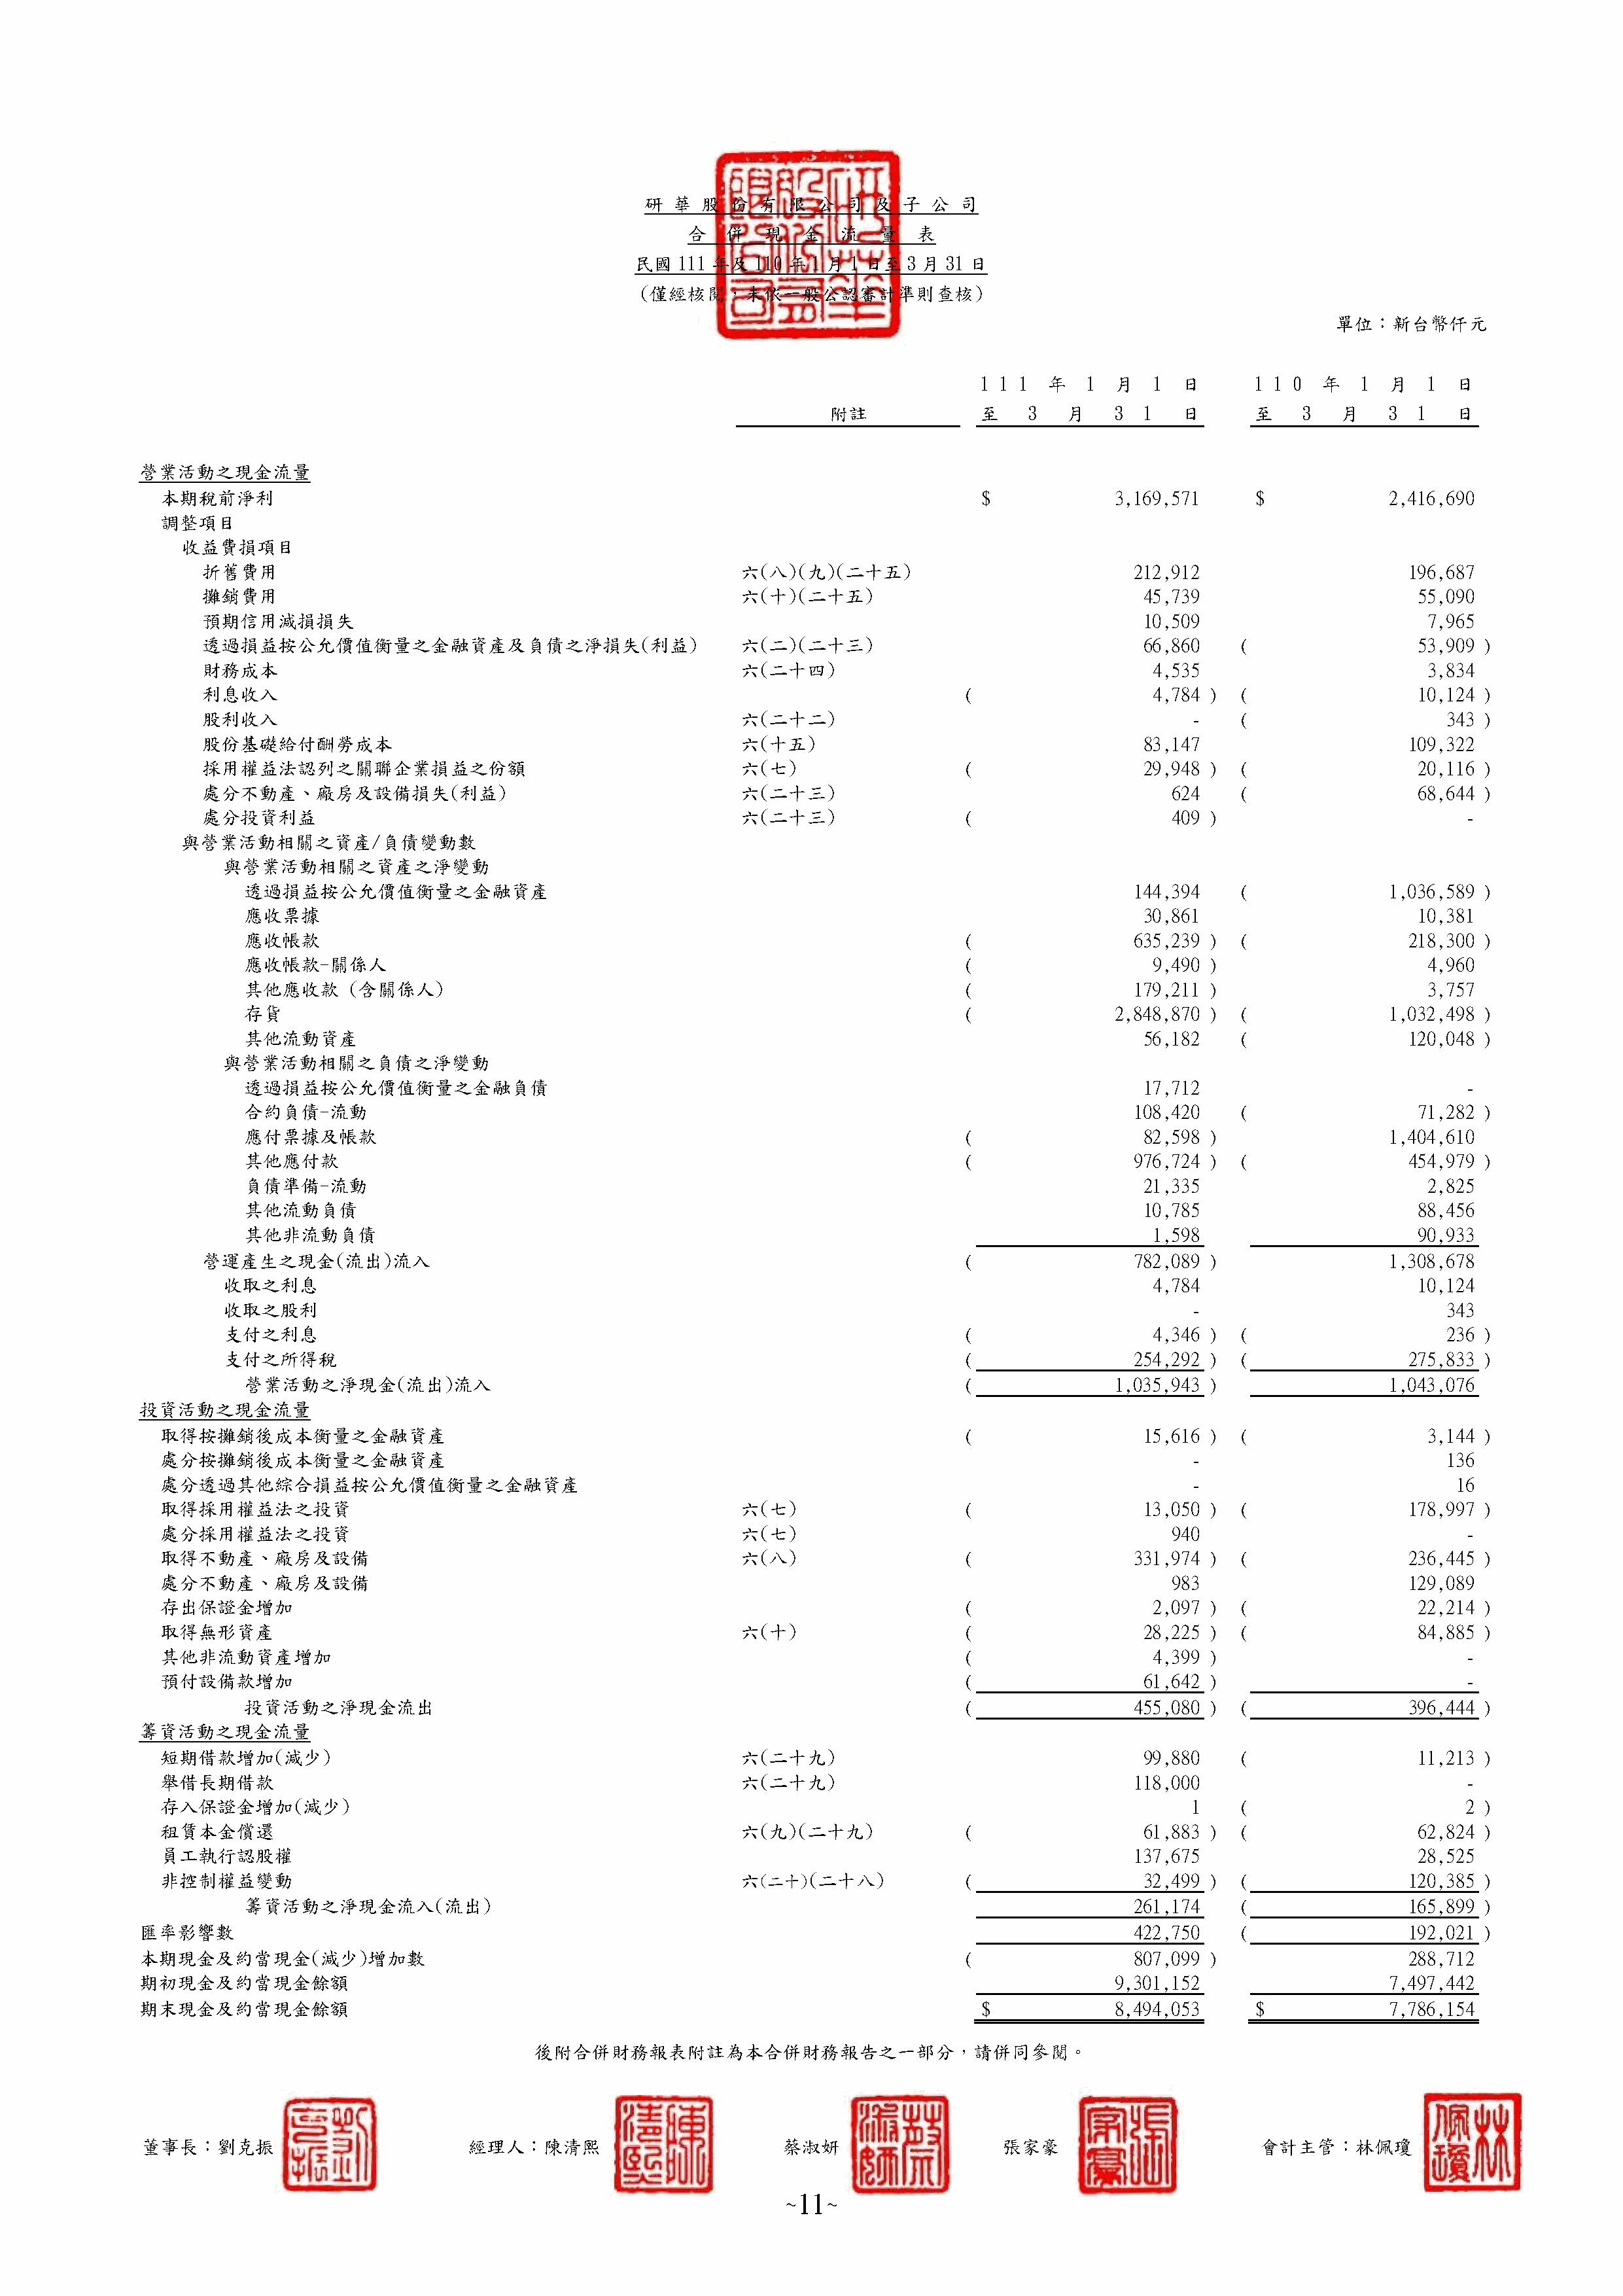 研華股份有限公司及子公司
合併現金流量表
民國111年及110年1月1日至3月31日
(僅經核閱,未依一般公認審計準則查核)
單位:新台幣仟元
111年1月1日 110年1月1日
附註 至3月31日 至3月31日
營業活動之現金流量
本期稅前淨利 $ 3,169,571 $ 2,416,690
調整項目
收益費損項目
折舊費用 六(八)(九)(二十五) 212,912 196,687
攤銷費用 六(十)(二十五) 45,739 55,090
預期信用減損損失 10,509 7,965
透過損益按公允價值衡量之金融資產及負債之淨損失(利益) 六(二)(二十三) 66,860 ( 53,909 )
財務成本 六(二十四) 4,535 3,834
利息收入 ( 4,784 ) ( 10,124 )
股利收入 六(二十二) - ( 343 )
股份基礎給付酬勞成本 六(十五) 83,147 109,322
採用權益法認列之關聯企業損益之份額 六(七) ( 29,948 ) ( 20,116 )
處分不動產、廠房及設備損失(利益) 六(二十三) 624 ( 68,644 )
處分投資利益 六(二十三) ( 409 ) -
與營業活動相關之資產/負債變動數
與營業活動相關之資產之淨變動
透過損益按公允價值衡量之金融資產 144,394 ( 1,036,589 )
應收票據 30,861 10,381
應收帳款 ( 635,239 ) ( 218,300 )
應收帳款-關係人 ( 9,490 ) 4,960
其他應收款(含關係人) ( 179,211 ) 3,757
存貨 ( 2,848,870 ) ( 1,032,498 )
其他流動資產 56,182 ( 120,048 )
與營業活動相關之負債之淨變動
透過損益按公允價值衡量之金融負債 17,712 -
合約負債-流動 108,420 ( 71,282 )
應付票據及帳款 ( 82,598 ) 1,404,610
其他應付款 ( 976,724 ) ( 454,979 )
負債準備-流動 21,335 2,825
其他流動負債 10,785 88,456
其他非流動負債 1,598 90,933
營運產生之現金(流出)流入 ( 782,089 ) 1,308,678
收取之利息 4,784 10,124
收取之股利 - 343
支付之利息 ( 4,346 ) ( 236 )
支付之所得稅 ( 254,292 ) ( 275,833 )
營業活動之淨現金(流出)流入 ( 1,035,943 ) 1,043,076
投資活動之現金流量
取得按攤銷後成本衡量之金融資產 ( 15,616 ) ( 3,144 )
處分按攤銷後成本衡量之金融資產 - 136
處分透過其他綜合損益按公允價值衡量之金融資產 - 16
取得採用權益法之投資 六(七) ( 13,050 ) ( 178,997 )
處分採用權益法之投資 六(七) 940 -
取得不動產、廠房及設備 六(八) ( 331,974 ) ( 236,445 )
處分不動產、廠房及設備 983 129,089
存出保證金增加 ( 2,097 ) ( 22,214 )
取得無形資產 六(十) ( 28,225 ) ( 84,885 )
其他非流動資產增加 ( 4,399 ) -
預付設備款增加 ( 61,642 ) -
投資活動之淨現金流出 ( 455,080 ) ( 396,444 )
籌資活動之現金流量
短期借款增加(減少) 六(二十九) 99,880 ( 11,213 )
舉借長期借款 六(二十九) 118,000 -
存入保證金增加(減少) 1 ( 2 )
租賃本金償還 六(九)(二十九) ( 61,883 ) ( 62,824 )
員工執行認股權 137,675 28,525
非控制權益變動 六(二十)(二十八) ( 32,499 ) ( 120,385 )
籌資活動之淨現金流入(流出) 261,174 ( 165,899 )
匯率影響數 422,750 ( 192,021 )
本期現金及約當現金(減少)增加數 ( 807,099 ) 288,712
期初現金及約當現金餘額 9,301,152 7,497,442
期末現金及約當現金餘額 $ 8,494,053 $ 7,786,154
後附合併財務報表附註為本合併財務報告之一部分,請併同參閱。
董事長:劉克振 經理人:陳清熙 蔡淑妍 張家豪 會計主管:林佩瓊
~11~